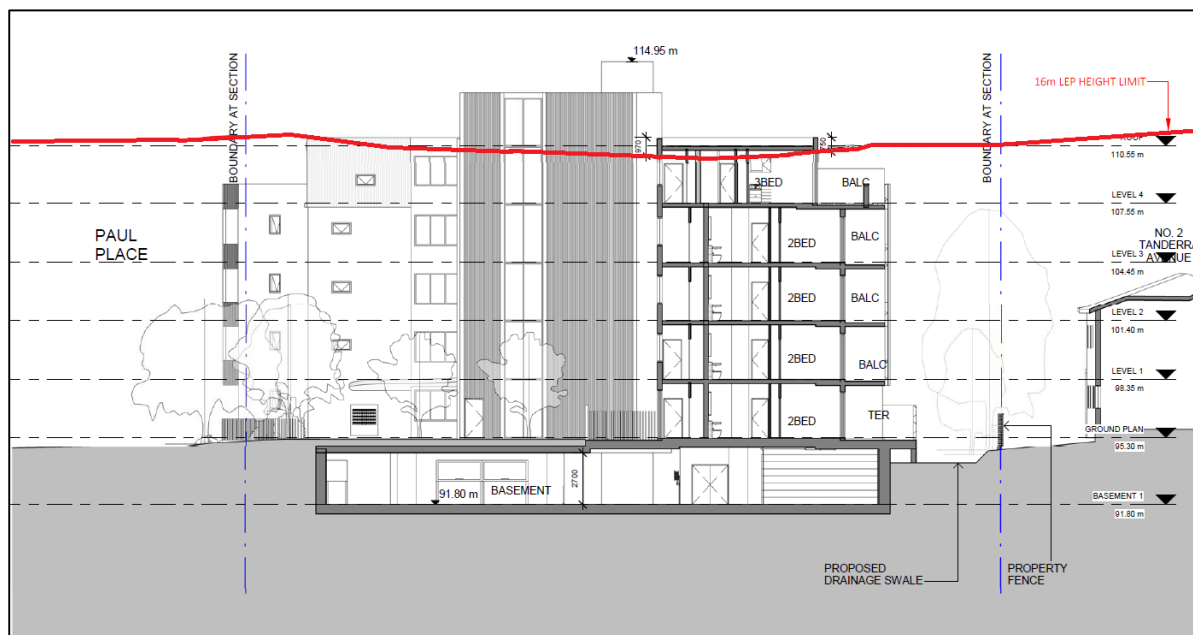 114.95 m
BOUNDARY AT SECTION
BOUNDARY AT SECTION
16m LEP HEIGHT LIMIT
970
750
ROOF
110.55 m
3BED
BALC
LEVEL 4
107.55 m
PAUL
PLACE
2BED
BALC
NO. 2
TANDERRA
AVENUE
LEVEL 3
104.45 m
2BED
BALC
LEVEL 2
101.40 m
2BED
BALC
LEVEL 1
98.35 m
2BED
TER
GROUND PLAN
95.30 m
2700
91.80 m
BASEMENT
BASEMENT 1
91.80 m
PROPOSED
DRAINAGE SWALE
PROPERTY
FENCE